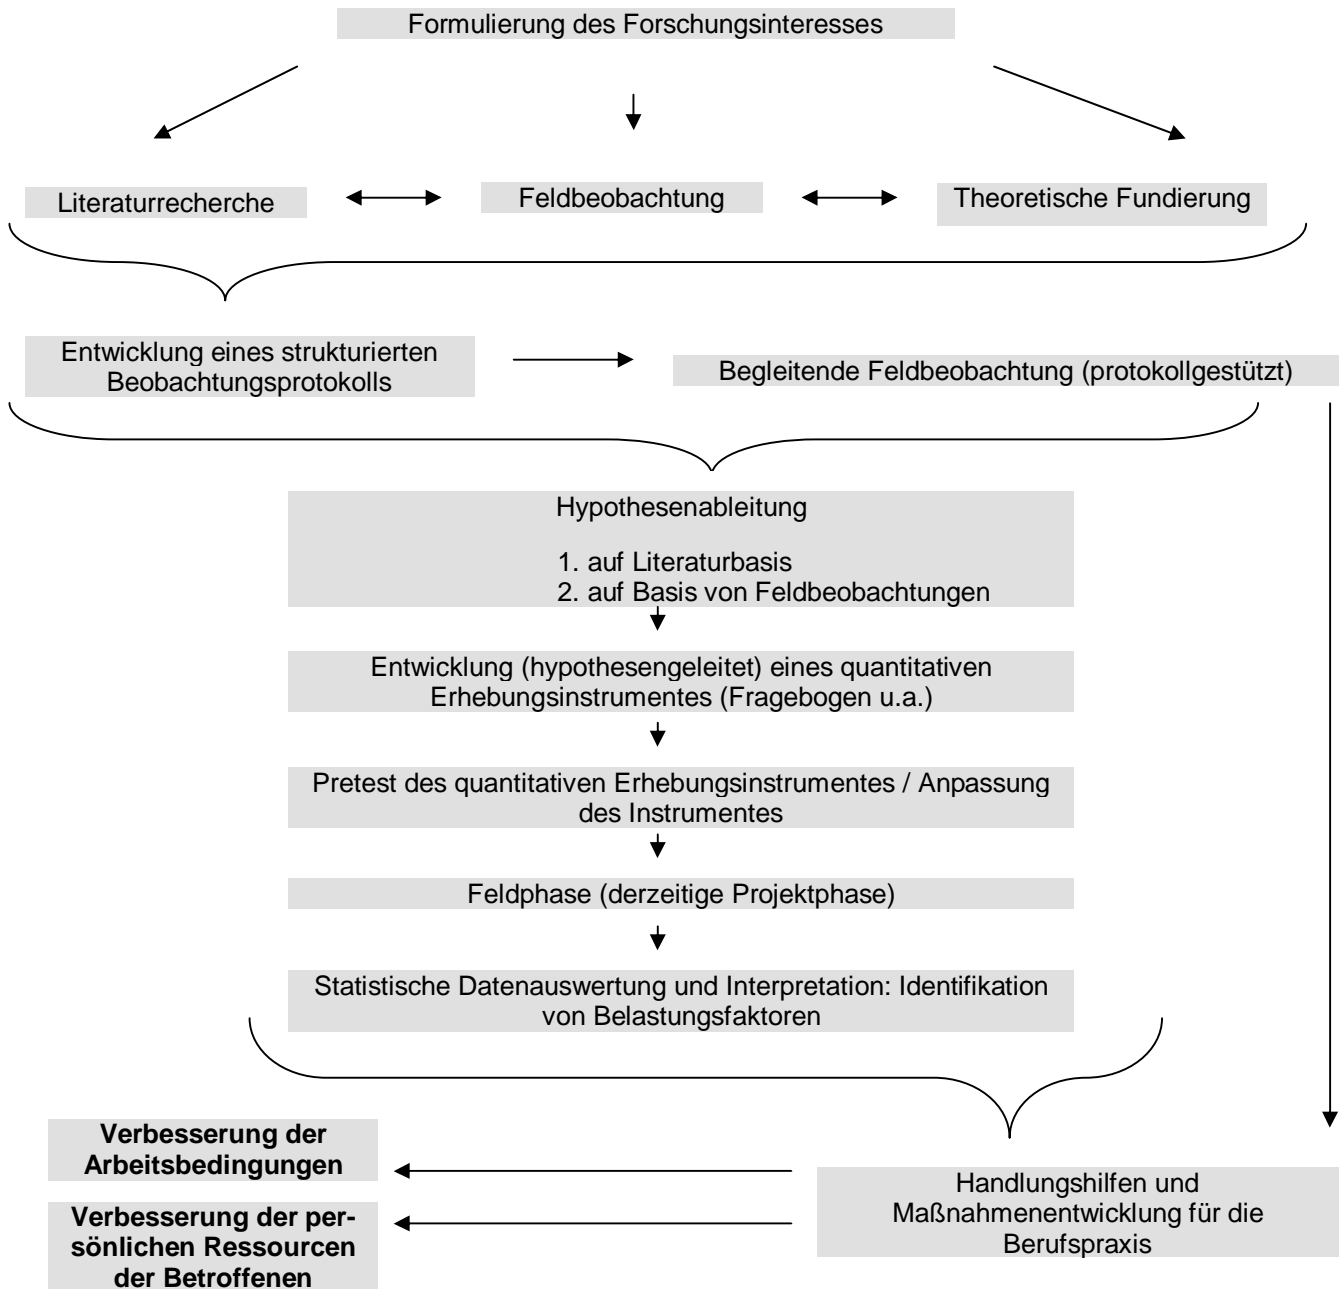 Formulierung des Forschungsinteresses
Literaturrecherche
Feldbeobachtung
Theoretische Fundierung
Entwicklung eines strukturierten
Beobachtungsprotokolls
Begleitende Feldbeobachtung (protokollgestützt)
Hypothesenableitung
1. auf Literaturbasis
2. auf Basis von Feldbeobachtungen
Entwicklung (hypothesengeleitet) eines quantitativen
Erhebungsinstrumentes (Fragebogen u.a.)
Pretest des quantitativen Erhebungsinstrumentes / Anpassung
des Instrumentes
Feldphase (derzeitige Projektphase)
Statistische Datenauswertung und Interpretation: Identifikation
von Belastungsfaktoren
Verbesserung der
Arbeitsbedingungen
Verbesserung der per-
sönlichen Ressourcen
der Betroffenen
Handlungshilfen und
Maßnahmenentwicklung für die
Berufspraxis